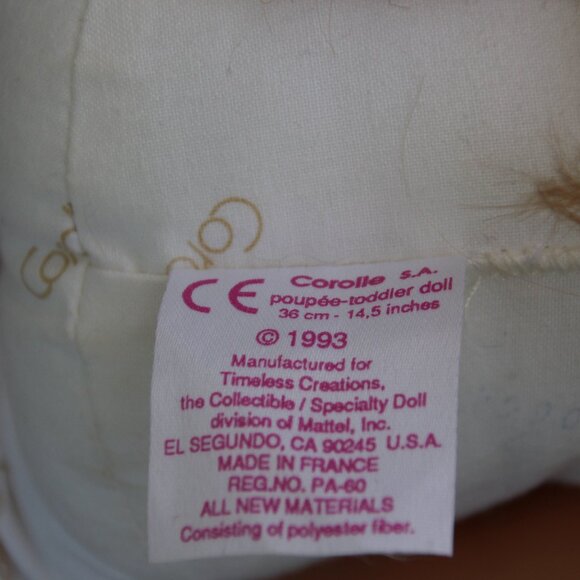 Coro
Coro
CE Corolle S.A.
poupée-toddler doll
36 cm - 14,5 inches
© 1993
Manufactured for
Timeless Creations,
the Collectible / Specialty Doll
division of Mattel, Inc.
EL SEGUNDO, CA 90245 U.S.A.
MADE IN FRANCE
REG.NO. PA-60
ALL NEW MATERIALS
Consisting of polyester fiber.